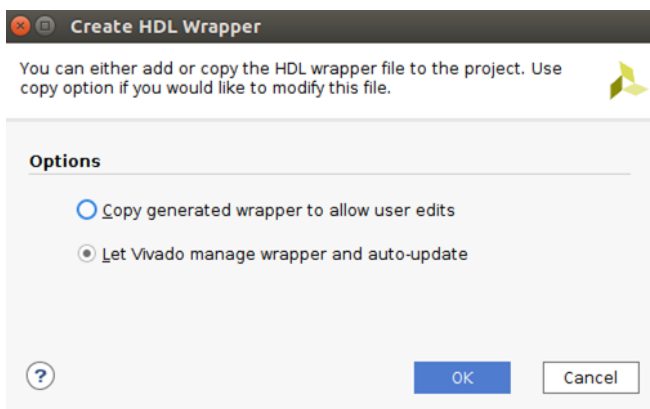 Create HDL Wrapper
You can either add or copy the HDL wrapper file to the project. Use
copy option if you would like to modify this file.
Options
Copy generated wrapper to allow user edits
Let Vivado manage wrapper and auto-update
?
OK
Cancel